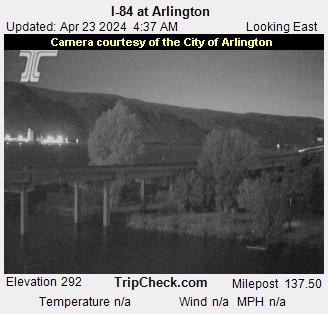 I-84 at Arlington
Updated: Apr 23 2024 4:37 AM Looking East
Camera courtesy of the City of Arlington
Elevation 292 TripCheck.com Milepost 137.50
Temperature n/a Wind n/a MPH n/a